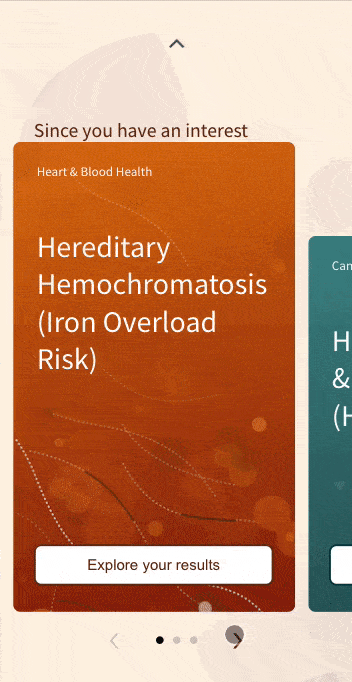 Since you have an interest
Heart & Blood Health
Hereditary
Hemochromatosis
(Iron Overload
Risk)
Explore your results
&